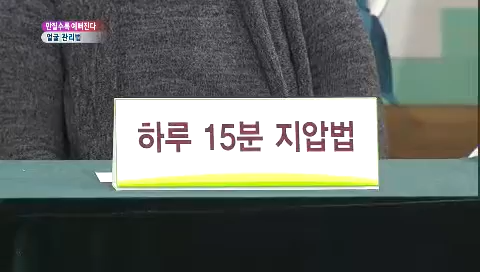 만질수록 예뻐진다
얼굴 관리법
하루 15분 지압법